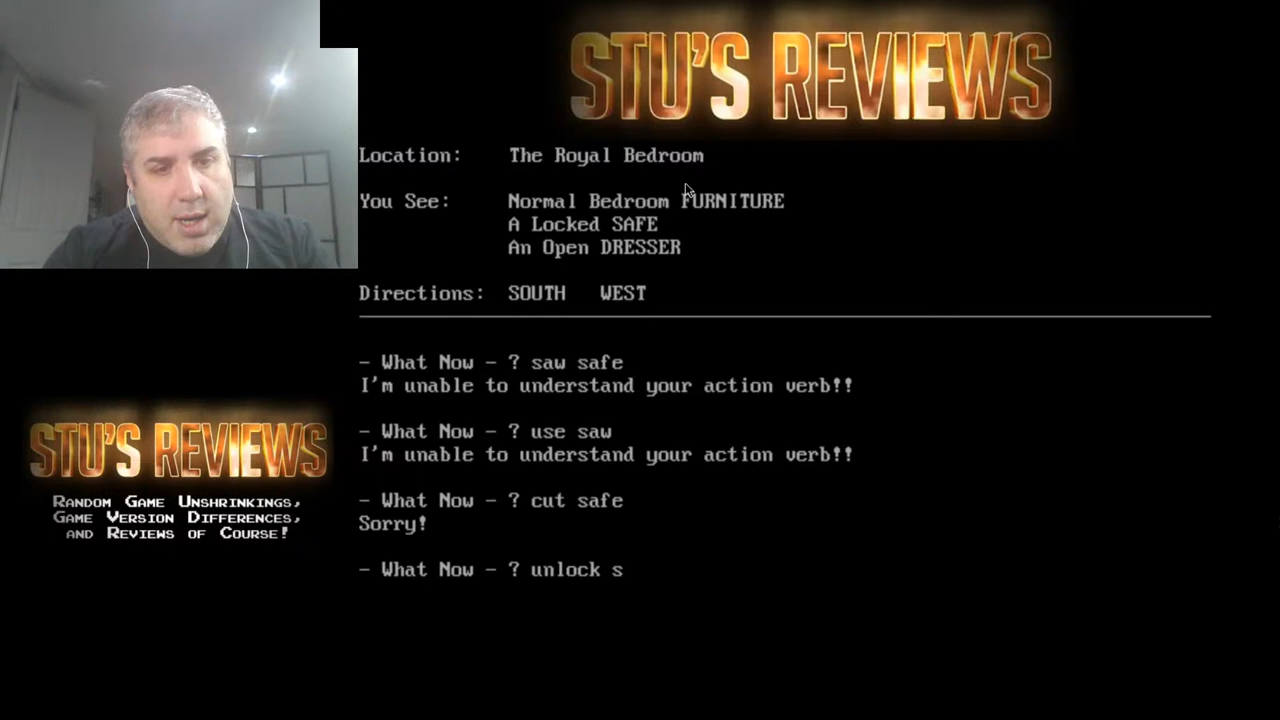 STU'S REVIEWS
Location: The Royal Bedroom
You See: Normal Bedroom FURNITURE
A Locked SAFE
An Open DRESSER
Directions: SOUTH WEST
- What Now - ? saw safe
I'm unable to understand your action verb!!
- What Now - ? use saw
I'm unable to understand your action verb!!
- What Now - ? cut safe
Sorry!
- What Now - ? unlock s
STU'S REVIEWS
RANDOM GAME UNSHRINKINGS,
GAME VERSION DIFFERENCES,
AND REVIEWS OF COURSE!